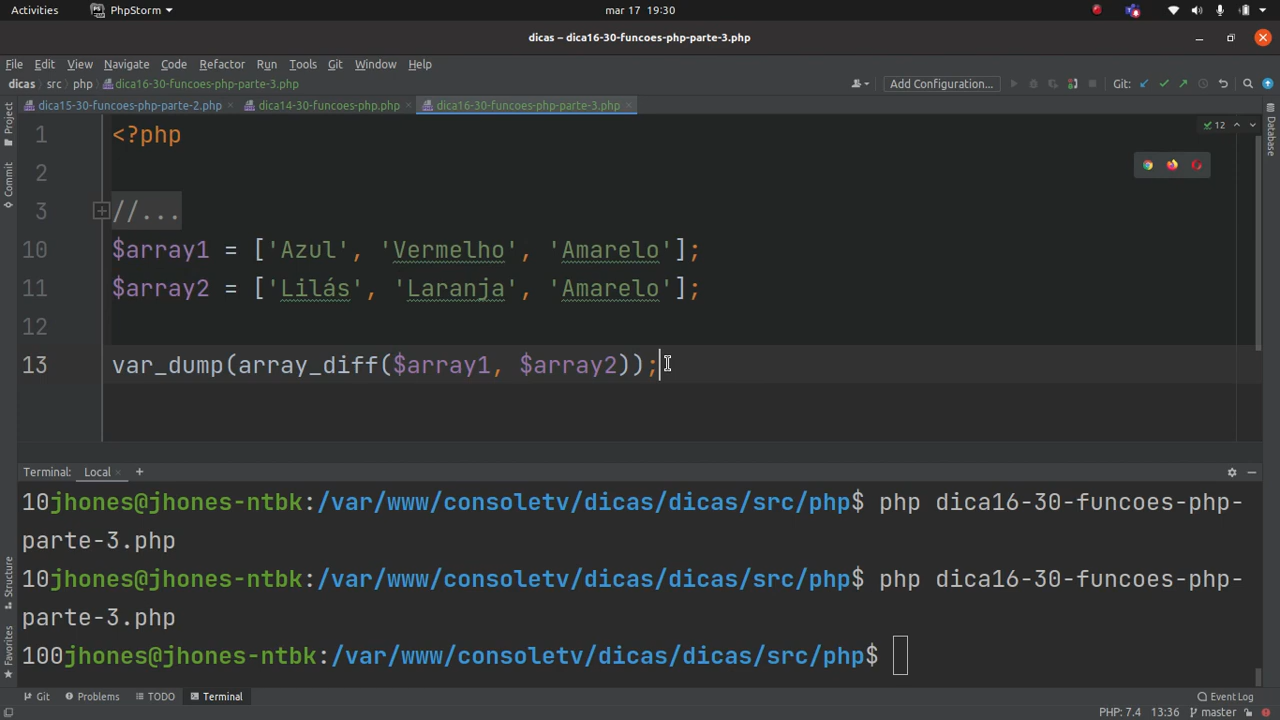 Activities PhpStorm mar 17 19:30
dicas – dica16-30-funcoes-php-parte-3.php
File Edit View Navigate Code Refactor Run Tools Git Window Help
dicas src php dica16-30-funcoes-php-parte-3.php Add Configuration... Git:
dica15-30-funcoes-php-parte-2.php dica14-30-funcoes-php.php dica16-30-funcoes-php-parte-3.php
Project
Commit
Structure
Favorites
Database
12
1 <?php
2
3 //...
10 $array1 = ['Azul', 'Vermelho', 'Amarelo'];
11 $array2 = ['Lilás', 'Laranja', 'Amarelo'];
12
13 var_dump(array_diff($array1, $array2));
Terminal: Local +
10jhones@jhones-ntbk:/var/www/consoletv/dicas/dicas/src/php$ php dica16-30-funcoes-php-
parte-3.php
jhones@jhones-ntbk:/var/www/consoletv/dicas/dicas/src/php$ php dica16-30-funcoes-php-
parte-3.php
100jhones@jhones-ntbk:/var/www/consoletv/dicas/dicas/src/php$
Git Problems TODO Terminal Event Log
PHP: 7.4 13:36 master